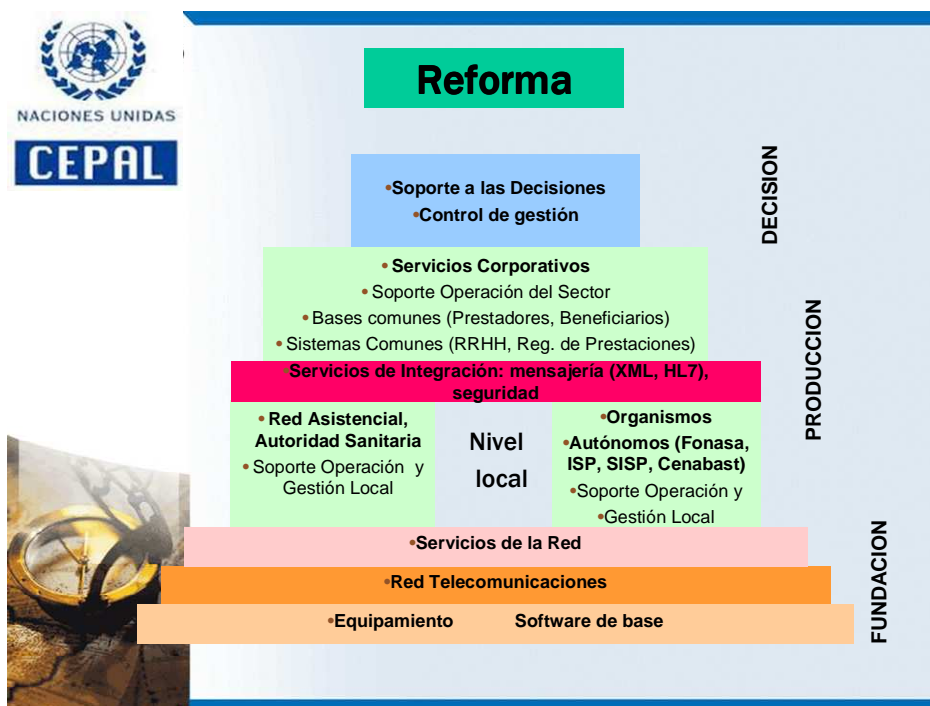 NACIONES UNIDAS
CEPAL
Reforma
•Soporte a las Decisiones
•Control de gestión
DECISION
• Servicios Corporativos
• Soporte Operación del Sector
• Bases comunes (Prestadores, Beneficiarios)
• Sistemas Comunes (RRHH, Reg. de Prestaciones)
•Servicios de Integración: mensajería (XML, HL7),
seguridad
PRODUCCION
• Red Asistencial,
Autoridad Sanitaria
• Soporte Operación y
Gestión Local
Nivel
local
•Organismos
•Autónomos (Fonasa,
ISP, SISP, Cenabast)
•Soporte Operación y
•Gestión Local
•Servicios de la Red
•Red Telecomunicaciones
•Equipamiento Software de base
FUNDACION